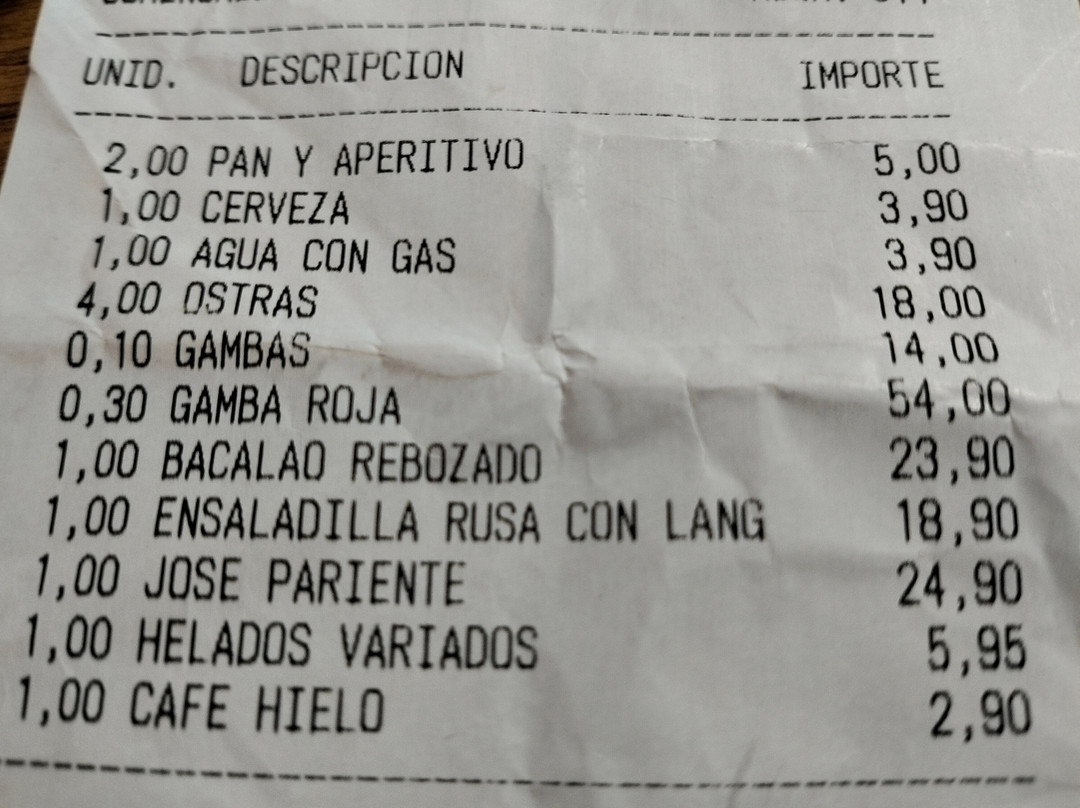 UNID. DESCRIPCION IMPORTE
2,00 PAN Y APERITIVO 5,00
1,00 CERVEZA 3,90
1,00 AGUA CON GAS 3,90
4,00 OSTRAS 18,00
0,10 GAMBAS 14,00
0,30 GAMBA ROJA 54,00
1,00 BACALAO REBOZADO 23,90
1,00 ENSALADILLA RUSA CON LANG 18,90
1,00 JOSE PARIENTE 24,90
1,00 HELADOS VARIADOS 5,95
1,00 CAFE HIELO 2,90